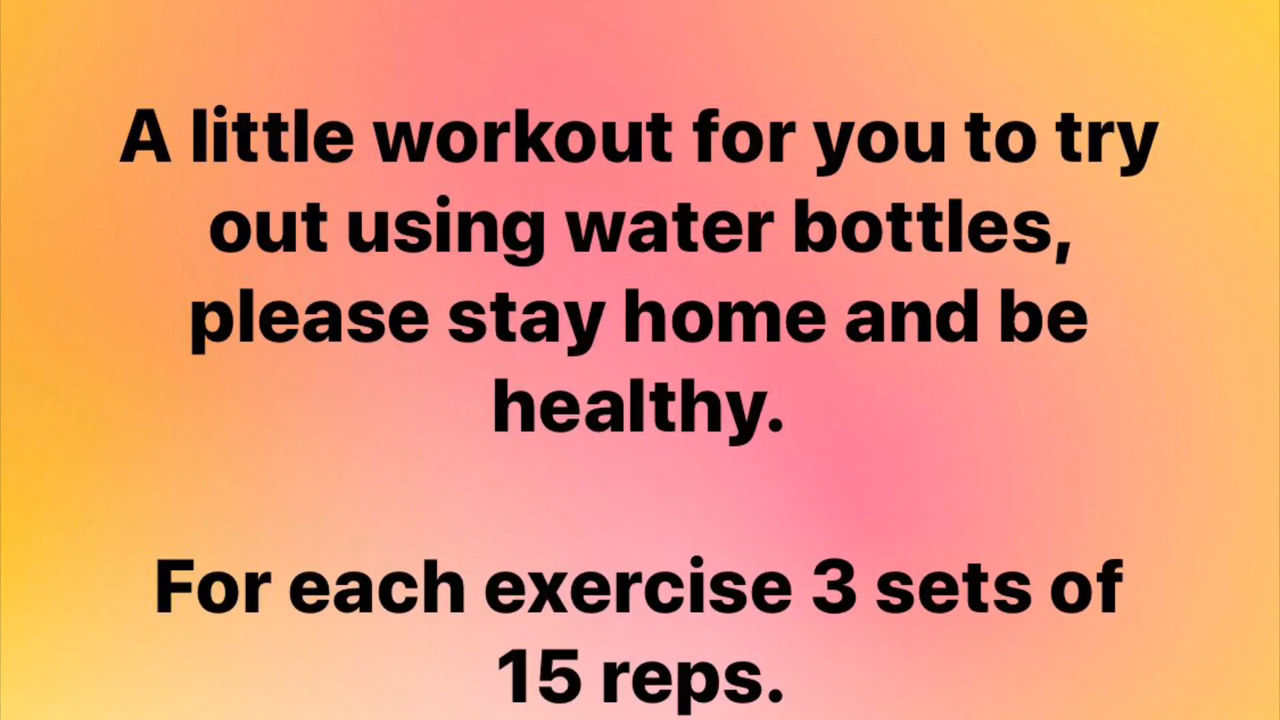 A little workout for you to try
out using water bottles,
please stay home and be
healthy.
For each exercise 3 sets of
15 reps.